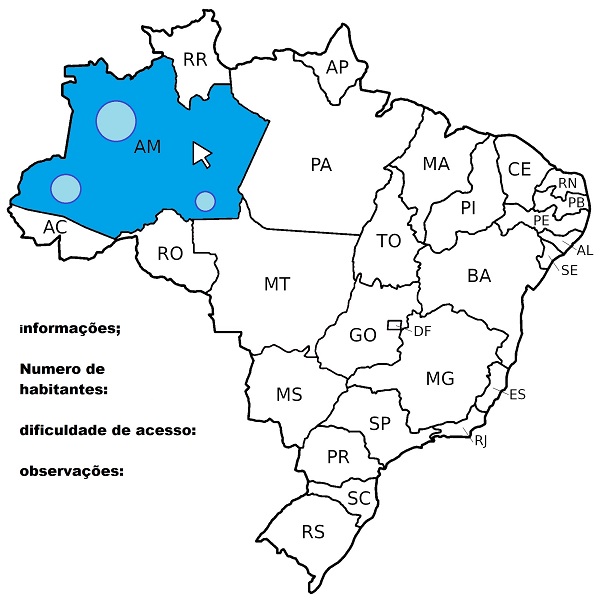 RR
AP
AM
PA
MA
CE
RN
PB
PI
PE
AL
SE
AC
RO
TO
BA
MT
GO
DF
MG
ES
MS
SP
RJ
PR
SC
RS
informações;
Numero de
habitantes:
dificuldade de acesso:
observações: